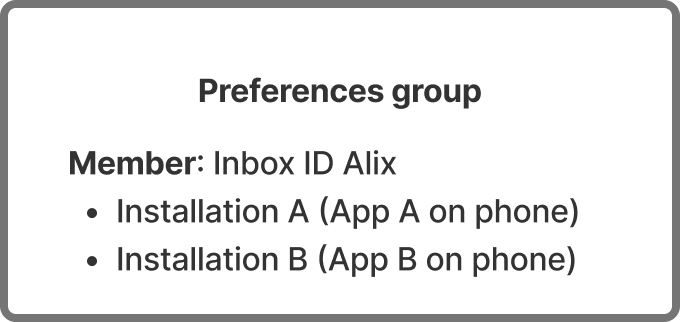 Preferences group
Member: Inbox ID Alix
• Installation A (App A on phone)
• Installation B (App B on phone)